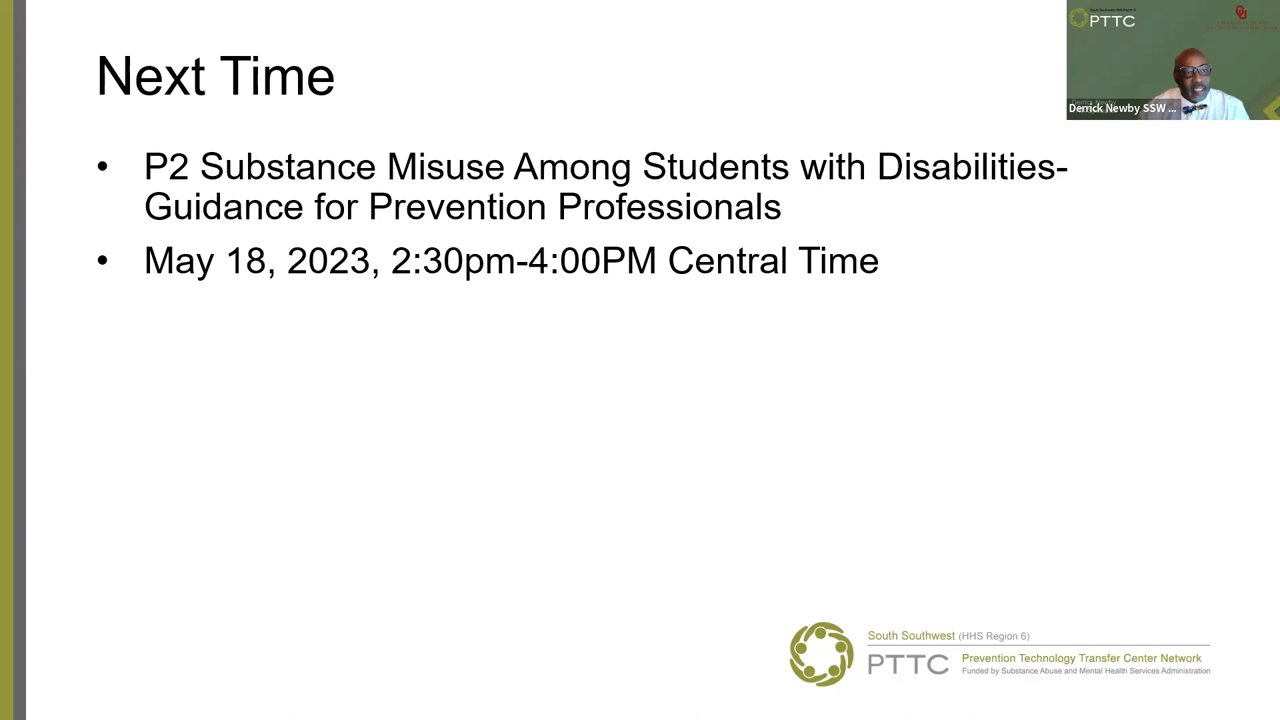 Next Time
• P2 Substance Misuse Among Students with Disabilities-
Guidance for Prevention Professionals
• May 18, 2023, 2:30pm-4:00PM Central Time
PTTC
OU
Derrick Newby SSW ...
South Southwest (HHS Region 6)
PTTC
Prevention Technology Transfer Center Network
Funded by Substance Abuse and Mental Health Services Administration